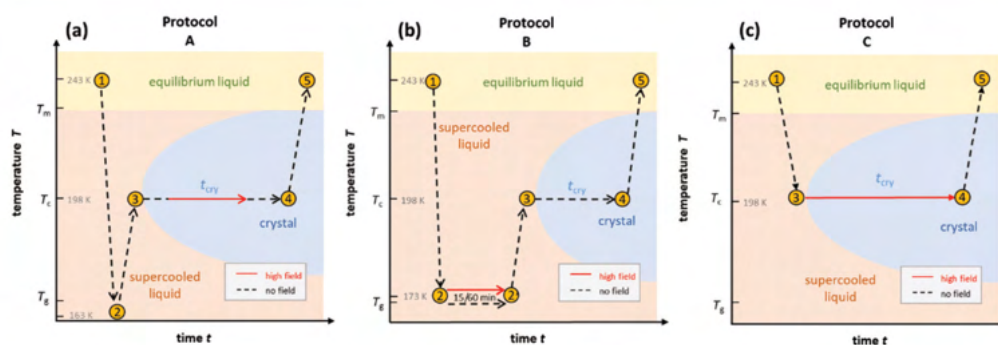 (a)
Protocol
A
temperature T
243 K
Tm
Tc
198 K
Tg
163 K
1
2
3
4
5
equilibrium liquid
tcry
crystal
supercooled
liquid
high field
no field
time t
(b)
Protocol
B
temperature T
243 K
Tm
Tc
198 K
Tg
173 K
1
2
2
3
4
5
equilibrium liquid
supercooled
liquid
tcry
crystal
15/60 min
high field
no field
time t
(c)
Protocol
C
temperature T
243 K
Tm
Tc
198 K
Tg
1
3
4
5
equilibrium liquid
tcry
crystal
supercooled
liquid
high field
no field
time t